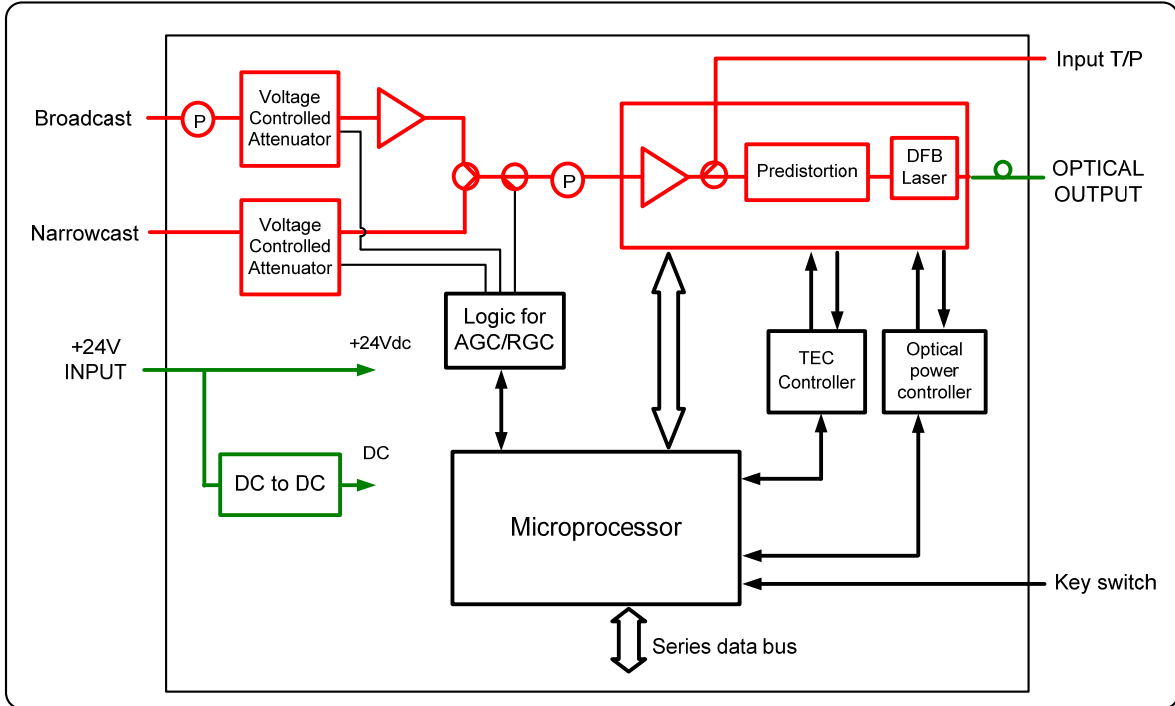 Input T/P
Broadcast
P
Voltage
Controlled
Attenuator
DFB
Laser
Predistortion
P
OPTICAL
OUTPUT
Narrowcast
Voltage
Controlled
Attenuator
Logic for
AGC/RGC
+24V
INPUT
+24Vdc
TEC
Controller
Optical
power
controller
DC
DC to DC
Microprocessor
Key switch
Series data bus